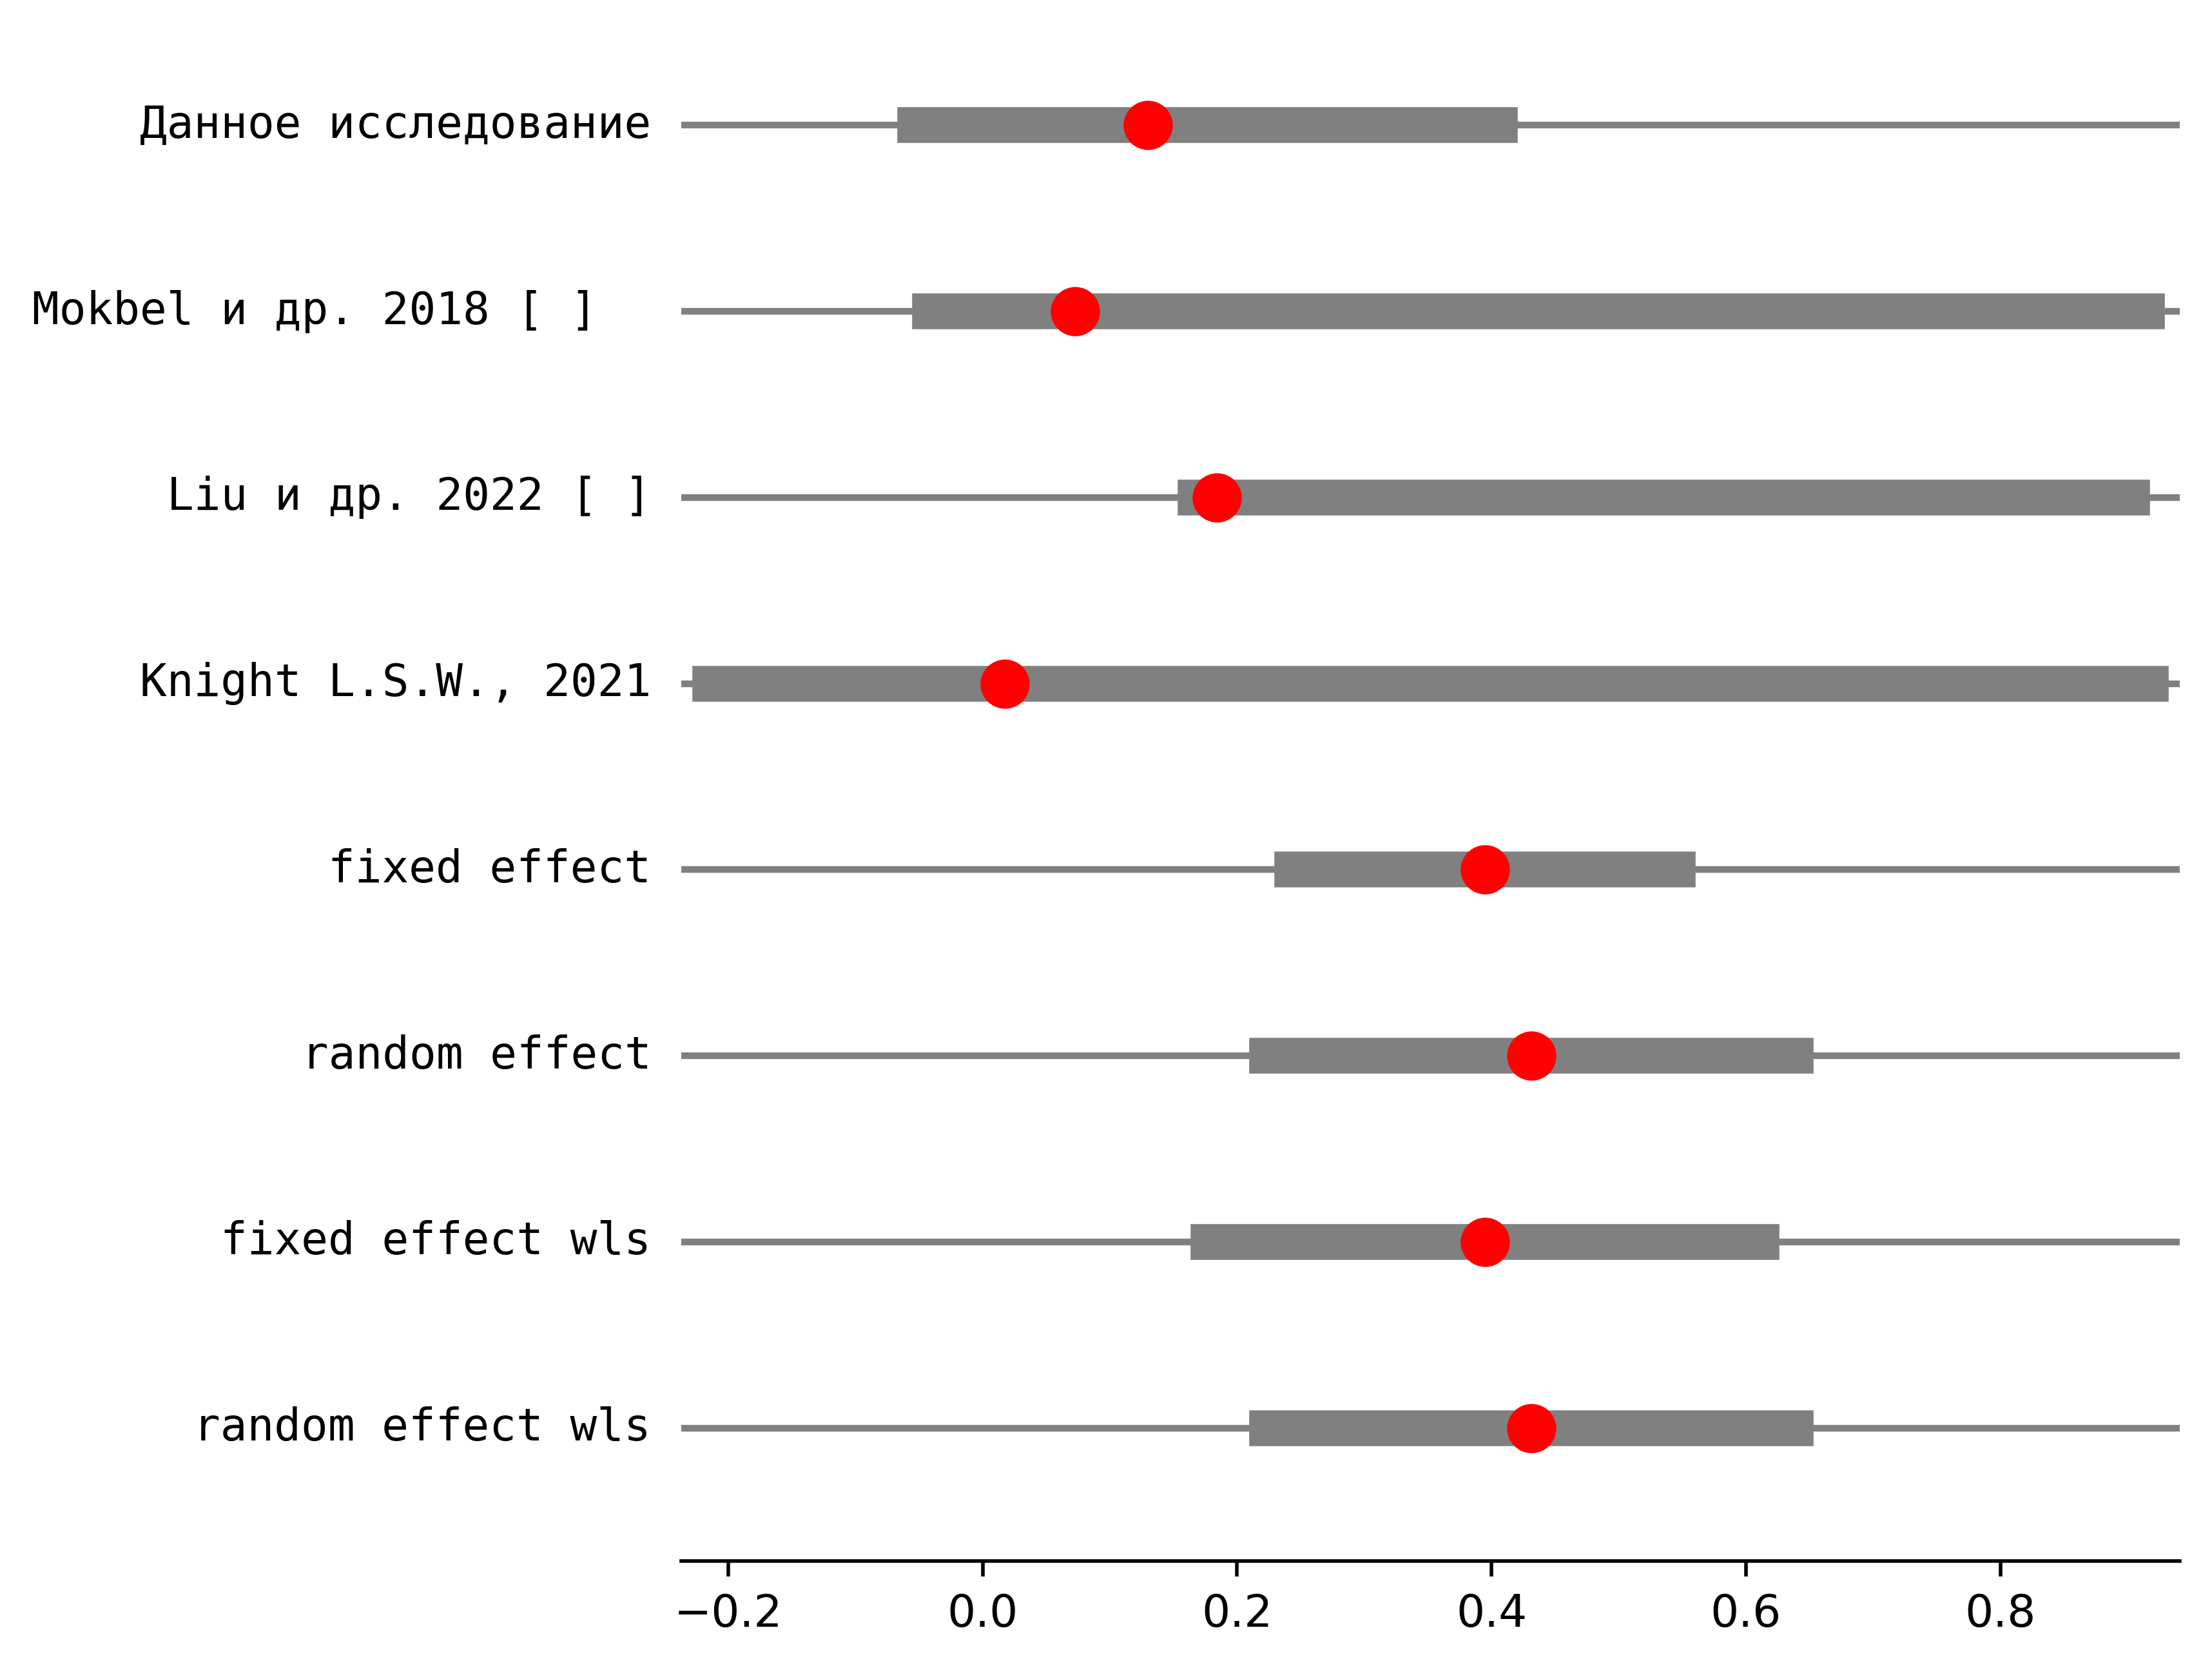 Данное исследование
Mokbel и др. 2018 [ ]
Liu и др. 2022 [ ]
Knight L.S.W., 2021
fixed effect
random effect
fixed effect wls
random effect wls
−0.2 0.0 0.2 0.4 0.6 0.8